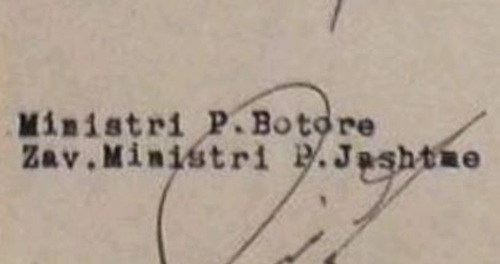 Ministri P.Botore
Zav.Ministri P.Jashtme